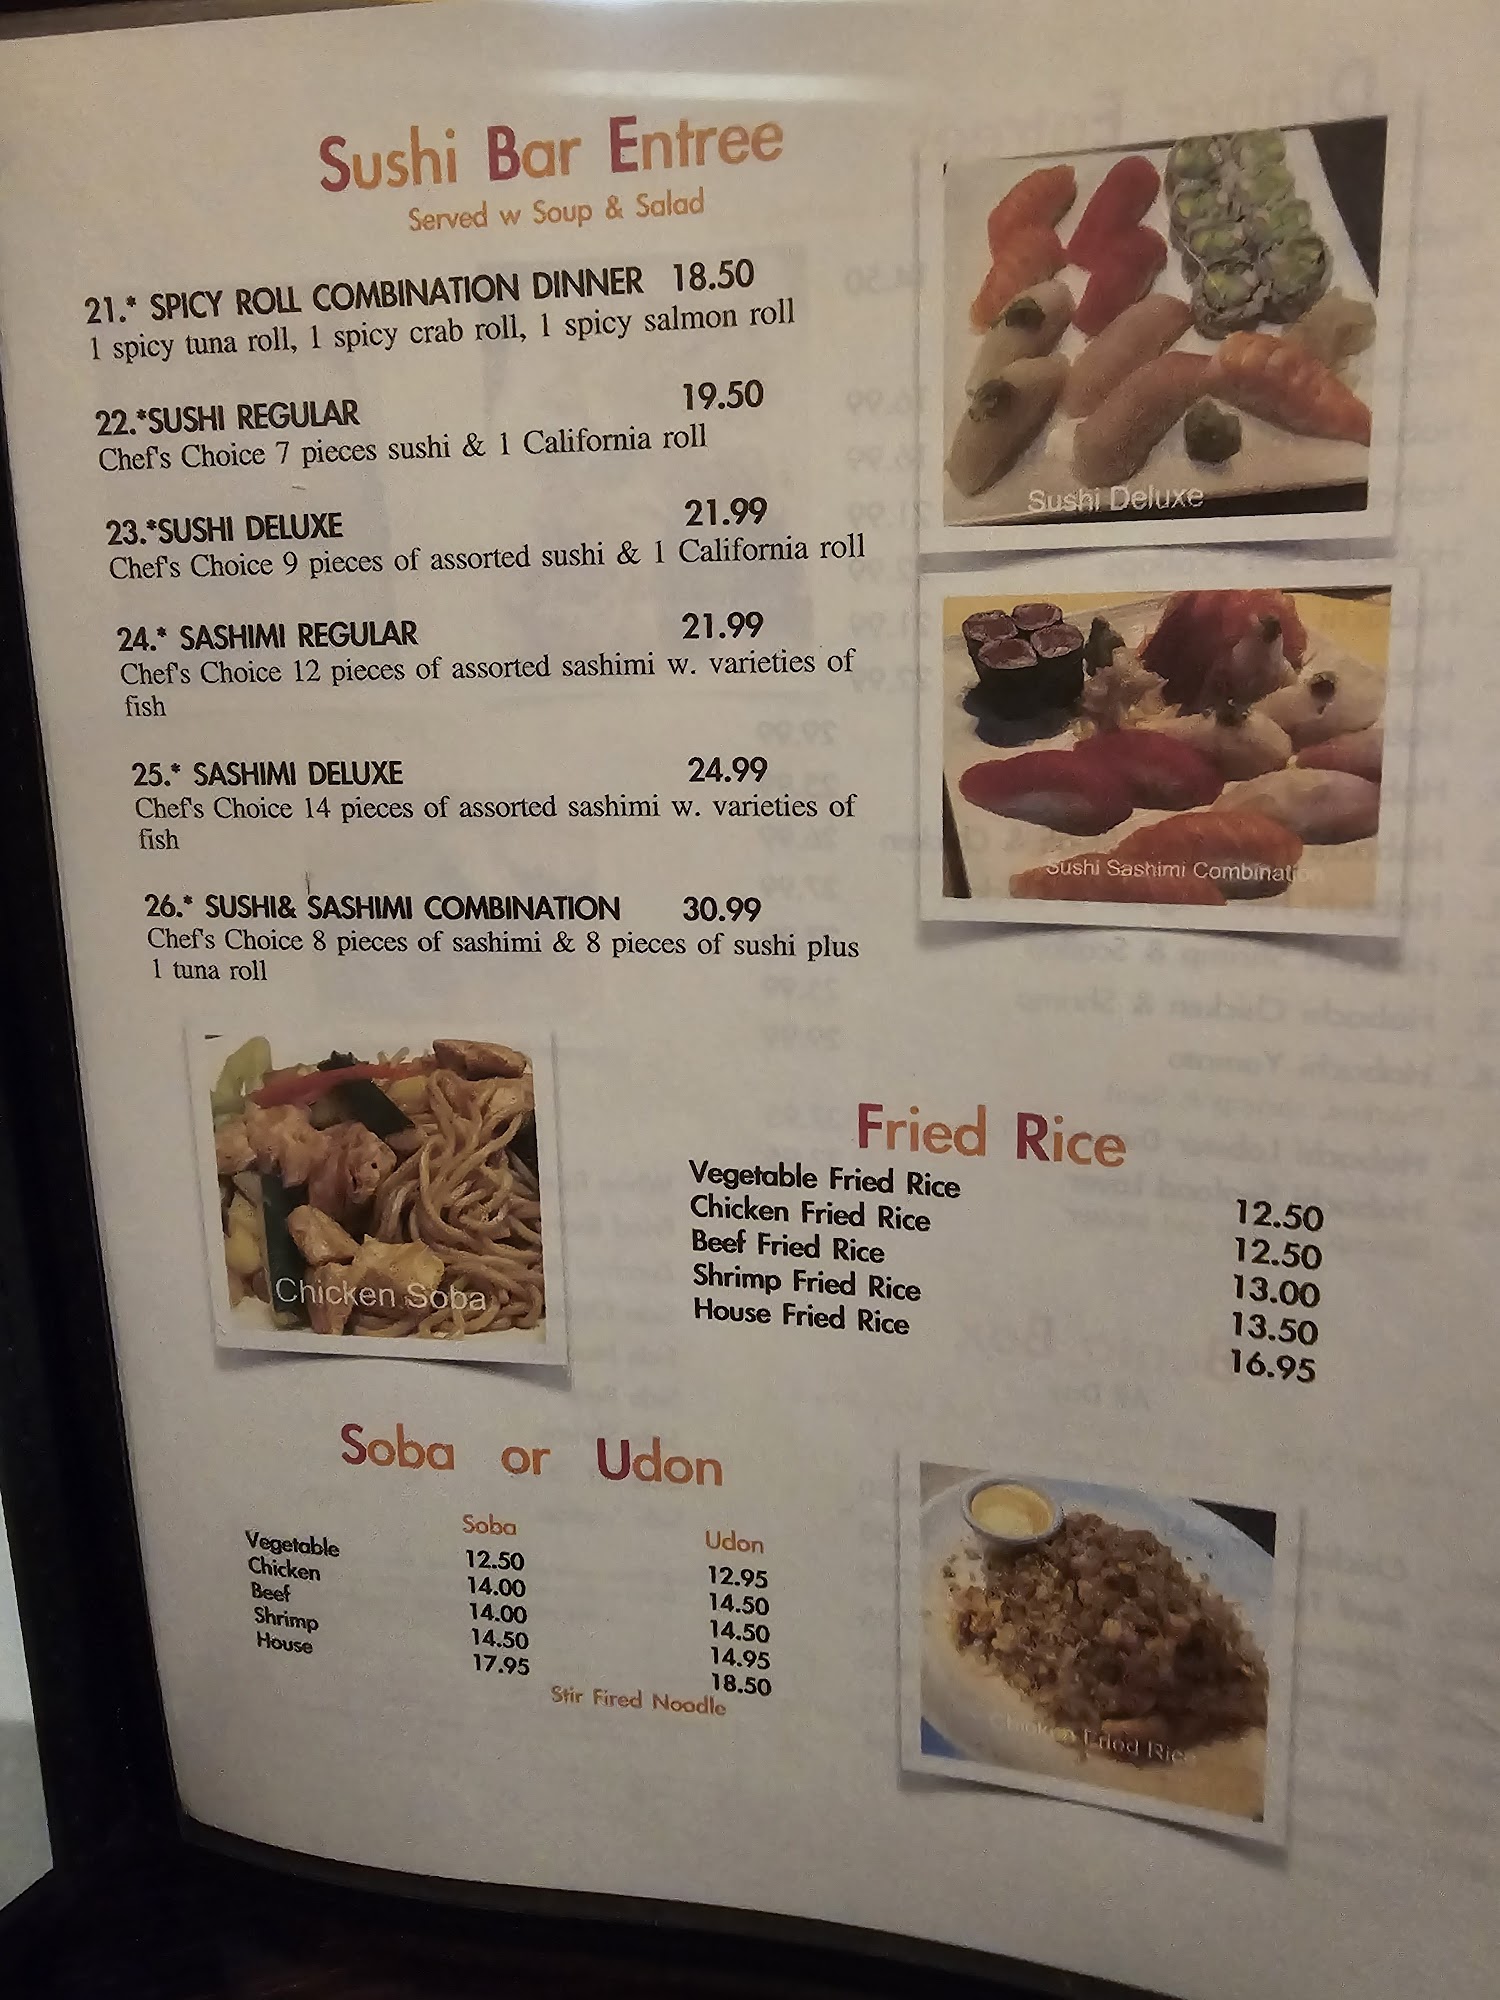 Sushi Bar Entree
Served w Soup & Salad
21.* SPICY ROLL COMBINATION DINNER 18.50
1 spicy tuna roll, 1 spicy crab roll, 1 spicy salmon roll
22.*SUSHI REGULAR 19.50
Chef's Choice 7 pieces sushi & 1 California roll
23.*SUSHI DELUXE 21.99
Chef's Choice 9 pieces of assorted sushi & 1 California roll
24.* SASHIMI REGULAR 21.99
Chef's Choice 12 pieces of assorted sashimi w. varieties of
fish
25.* SASHIMI DELUXE 24.99
Chef's Choice 14 pieces of assorted sashimi w. varieties of
fish
26.* SUSHI& SASHIMI COMBINATION 30.99
Chef's Choice 8 pieces of sashimi & 8 pieces of sushi plus
1 tuna roll
Sushi Deluxe
Sushi Sashimi Combination
Chicken Soba
Fried Rice
Vegetable Fried Rice 12.50
Chicken Fried Rice 12.50
Beef Fried Rice 13.00
Shrimp Fried Rice 13.50
House Fried Rice 16.95
Soba or Udon
Soba Udon
Vegetable 12.50 12.95
Chicken 14.00 14.50
Beef 14.00 14.50
Shrimp 14.50 14.95
House 17.95 18.50
Stir Fired Noodle
Chicken Fried Rice